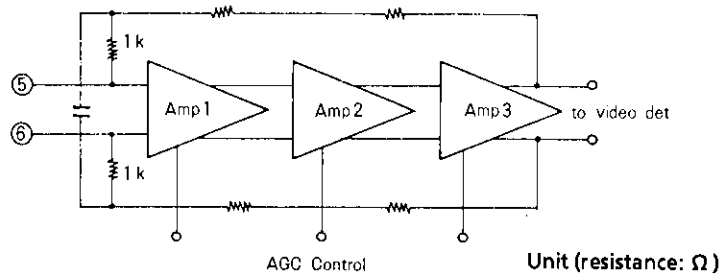 1 k
5
Amp 1
Amp 2
Amp 3
to video det
6
1 k
AGC Control
Unit (resistance: Ω)